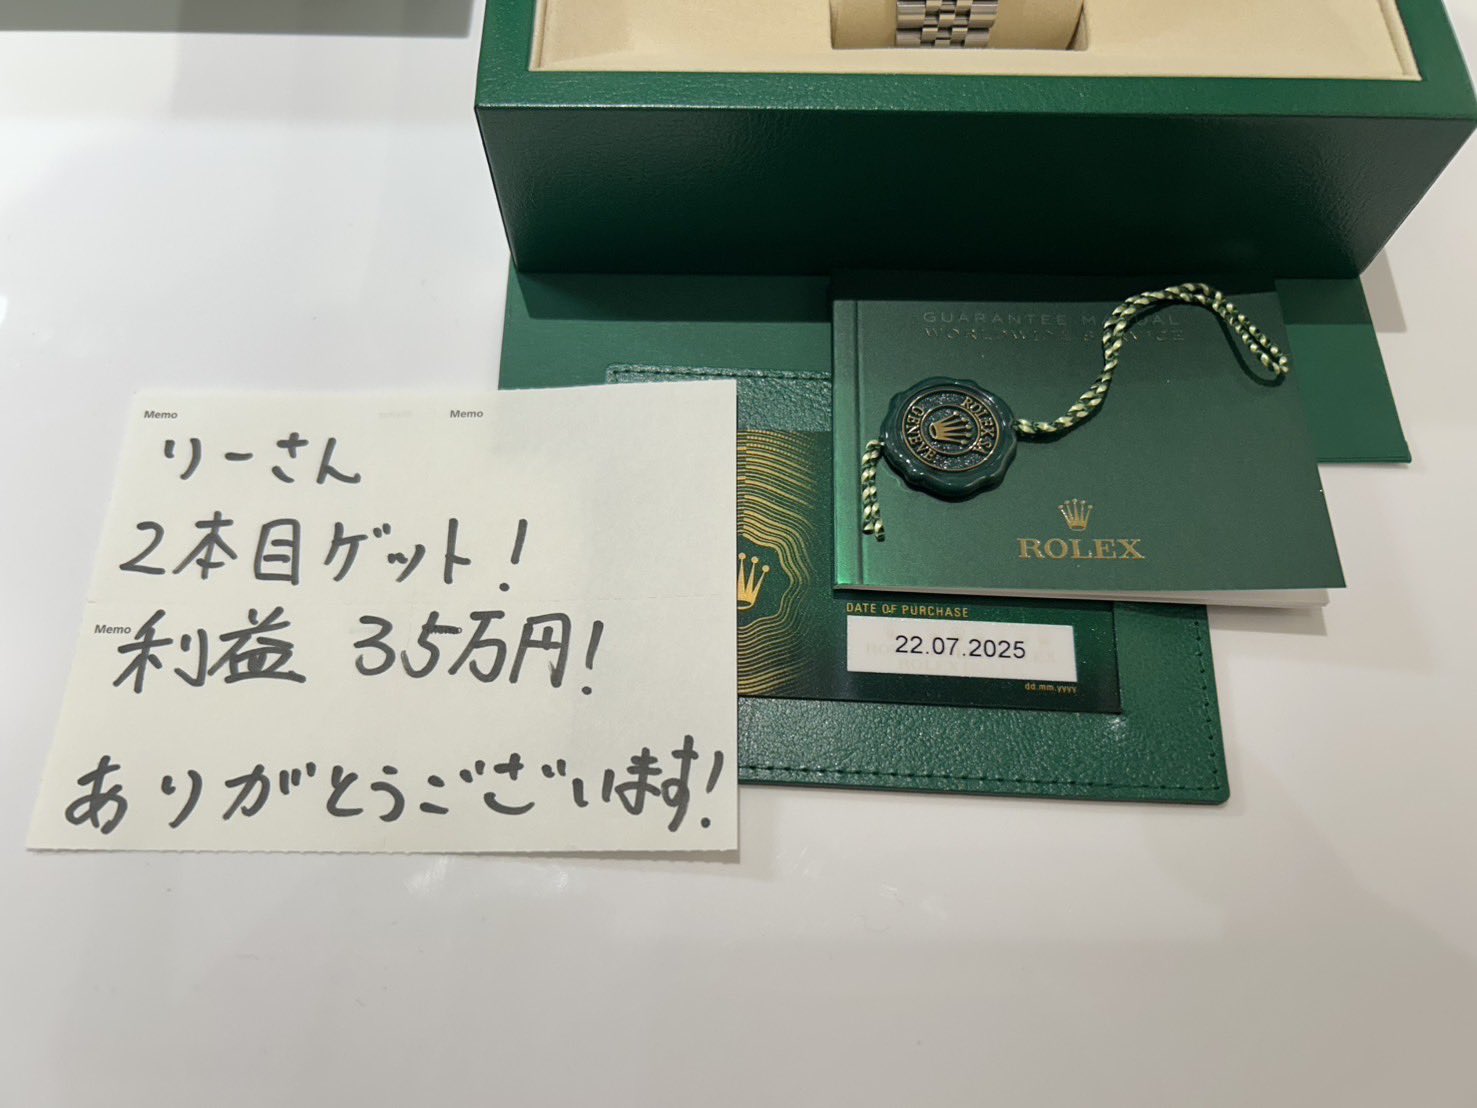 Memo Memo
りーさん
2本目ゲット!
Memo
利益 35万円!
ありがとうございます!
GUARANTEE MANUAL
WORLDWIDE SERVICE
ROLEX SA
GENEVE
ROLEX
DATE OF PURCHASE
22.07.2025
dd.mm.yyyy